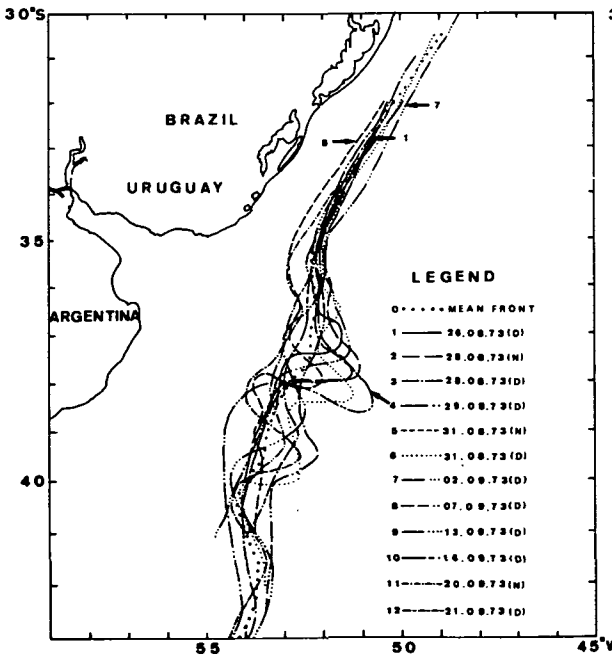 30°S
3
BRAZIL
7
1
URUGUAY
35
LEGEND
ARGENTINA
0 MEAN FRONT
1 26.08.73(D)
2 28.08.73(N)
3 28.08.73(D)
4 29.08.73(D)
5 31.08.73(N)
6 31.08.73(D)
7 02.09.73(D)
8 07.09.73(D)
9 13.09.73(D)
10 14.09.73(D)
11 20.09.73(N)
12 21.09.73(D)
40
55
50
45°W